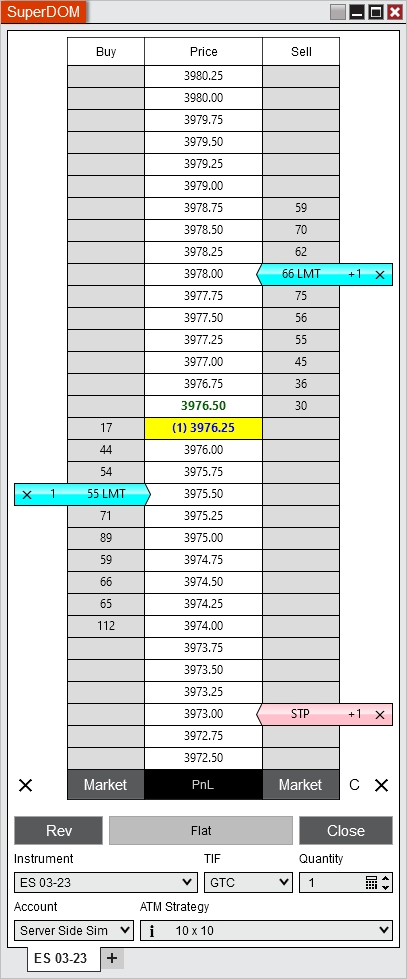 SuperDOM
Buy Price Sell
3980.25
3980.00
3979.75
3979.50
3979.25
3979.00
3978.75 59
3978.50 70
3978.25 62
3978.00 66 LMT +1 ×
3977.75 75
3977.50 56
3977.25 55
3977.00 45
3976.75 36
3976.50 30
17 (1) 3976.25
44 3976.00
54 3975.75
× 1 55 LMT 3975.50
71 3975.25
89 3975.00
59 3974.75
66 3974.50
65 3974.25
112 3974.00
3973.75
3973.50
3973.25
3973.00 STP +1 ×
3972.75
3972.50
× Market PnL Market C ×
Rev Flat Close
Instrument TIF Quantity
ES 03-23 GTC 1
Account ATM Strategy
Server Side Sim i 10 x 10
ES 03-23 +